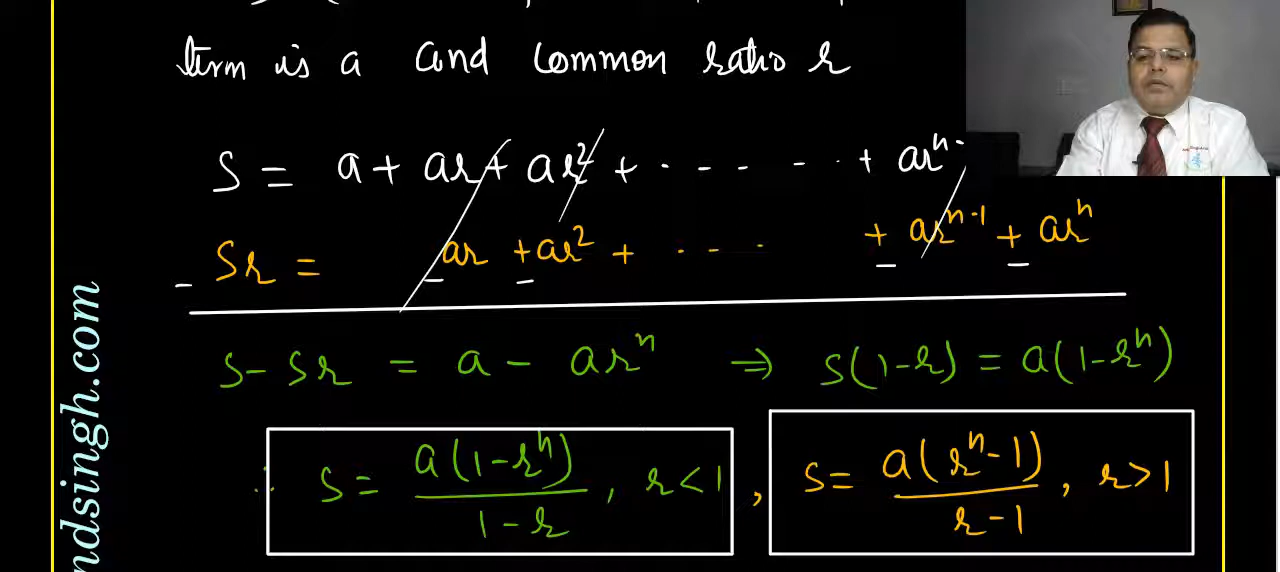 term is a and common ratio r
S = a + ar + ar² + ...... + arⁿ⁻
Sr = ar + ar² + .... + arⁿ⁻¹ + arⁿ
S - Sr = a - arⁿ ⇒ S(1-r) = a(1-rⁿ)
∴ S = a(1-rⁿ)/(1-r), r<1, S = a(rⁿ-1)/(r-1), r>1
ndsingh.com